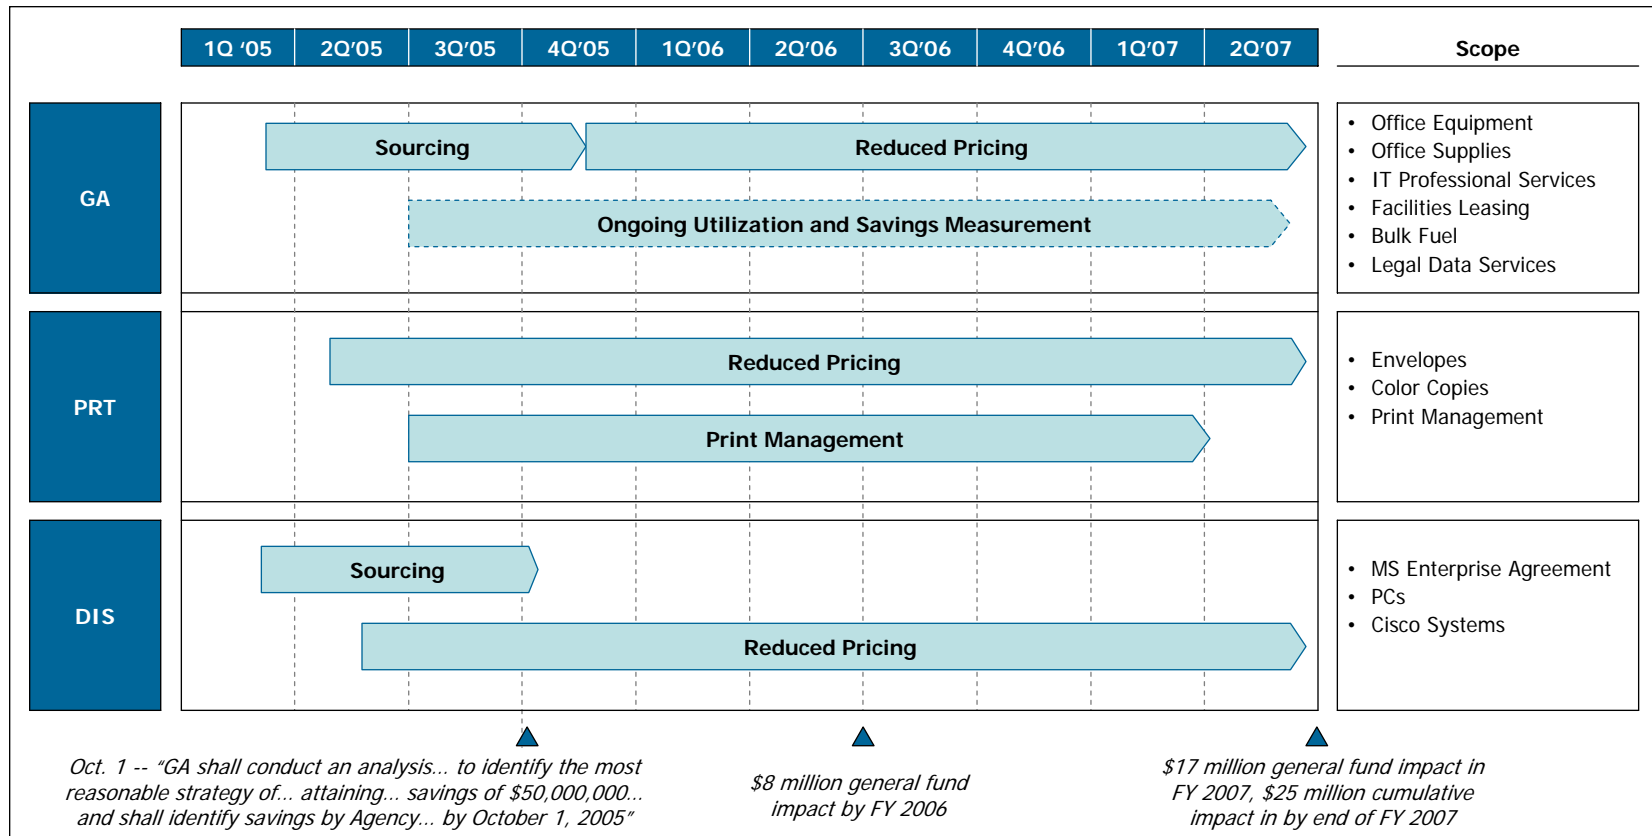 1Q ‘05 2Q’05 3Q’05 4Q’05 1Q’06 2Q’06 3Q’06 4Q’06 1Q’07 2Q’07 Scope
GA
Sourcing
Reduced Pricing
Ongoing Utilization and Savings Measurement
• Office Equipment
• Office Supplies
• IT Professional Services
• Facilities Leasing
• Bulk Fuel
• Legal Data Services
PRT
Reduced Pricing
Print Management
• Envelopes
• Color Copies
• Print Management
DIS
Sourcing
Reduced Pricing
• MS Enterprise Agreement
• PCs
• Cisco Systems
Oct. 1 -- “GA shall conduct an analysis... to identify the most
reasonable strategy of... attaining... savings of $50,000,000...
and shall identify savings by Agency... by October 1, 2005”
$8 million general fund
impact by FY 2006
$17 million general fund impact in
FY 2007, $25 million cumulative
impact in by end of FY 2007